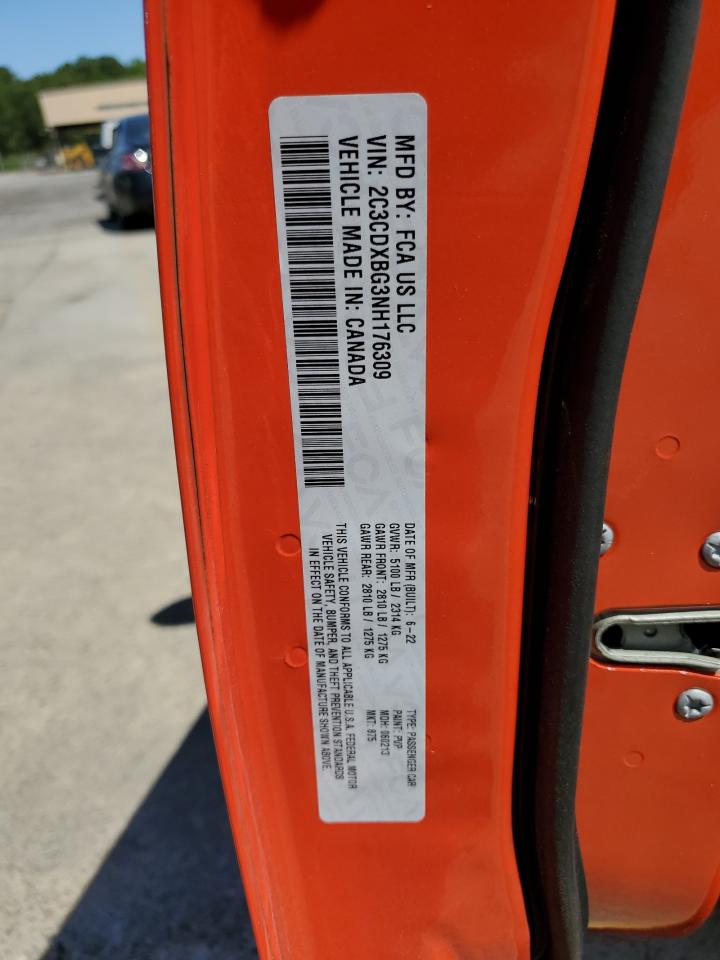 MFD BY: FCA US LLC
VIN: 2C3CDXBG3NH176309
VEHICLE MADE IN: CANADA
DATE OF MFR (BUILT): 6-22
GVWR: 5100 LB / 2314 KG
GAWR FRONT: 2810 LB / 1275 KG
GAWR REAR: 2810 LB / 1275 KG
TYPE: PASSENGER CAR
PAINT: PVP
MDH: 060213
MKT: 875
THIS VEHICLE CONFORMS TO ALL APPLICABLE U.S.A. FEDERAL MOTOR
VEHICLE SAFETY, BUMPER, AND THEFT PREVENTION STANDARDS
IN EFFECT ON THE DATE OF MANUFACTURE SHOWN ABOVE.